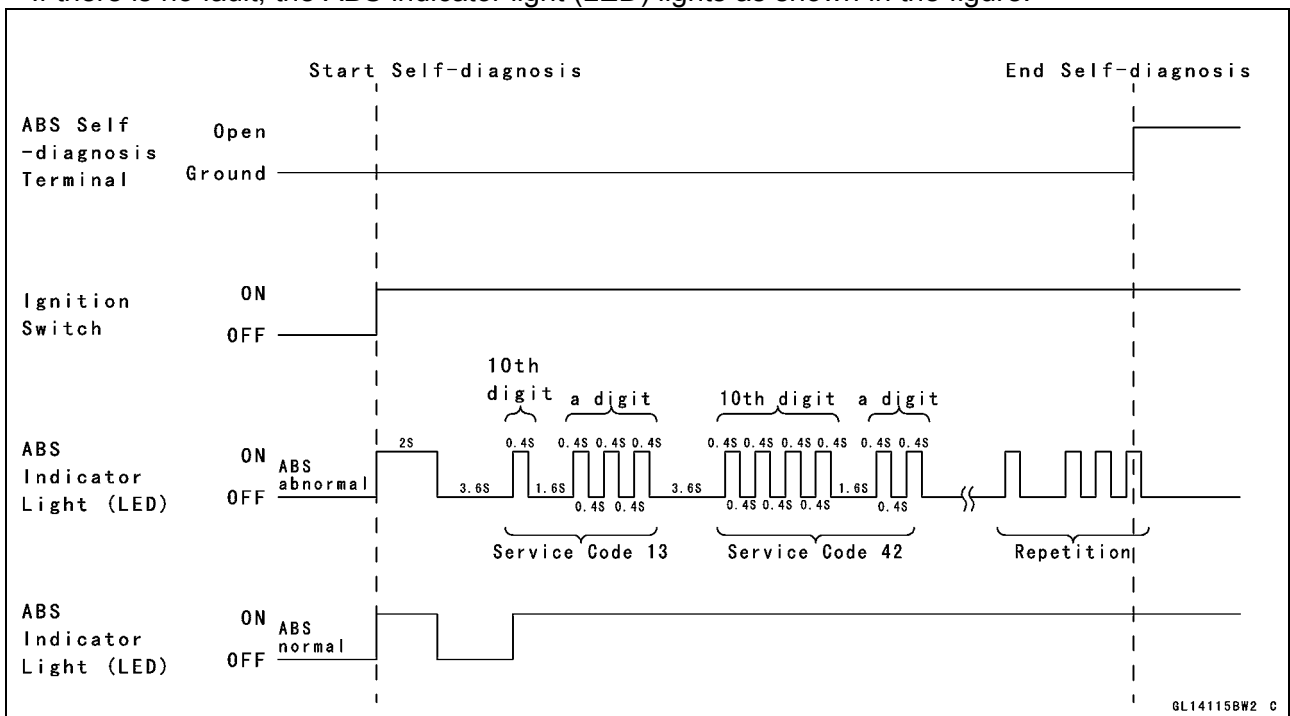 If there is no fault, the ABS indicator light (LED) lights as shown in the figure.
Start Self-diagnosis
End Self-diagnosis
ABS Self
-diagnosis
Terminal
Open
Ground
Ignition
Switch
ON
OFF
10th
digit
a digit
10th digit
a digit
ABS
Indicator
Light (LED)
ON
OFF
ABS
abnormal
2S
3.6S
0.4S
1.6S
0.4S 0.4S 0.4S
0.4S 0.4S
3.6S
0.4S 0.4S 0.4S 0.4S
0.4S 0.4S 0.4S
1.6S
0.4S 0.4S
0.4S
Service Code 13
Service Code 42
Repetition
ABS
Indicator
Light (LED)
ON
OFF
ABS
normal
GL14115BW2 C